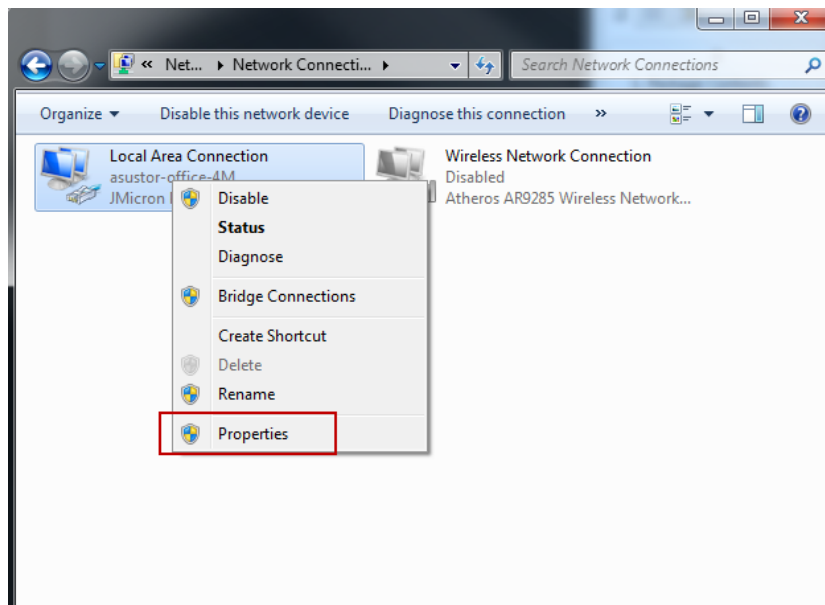 « Net... Network Connecti...
Search Network Connections
Organize Disable this network device Diagnose this connection »
Local Area Connection
asustor-office-4M
JMicron
Wireless Network Connection
Disabled
Atheros AR9285 Wireless Network...
Disable
Status
Diagnose
Bridge Connections
Create Shortcut
Delete
Rename
Properties